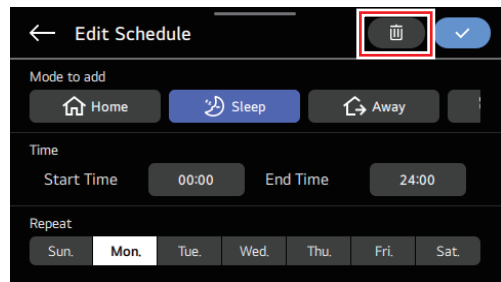 Edit Schedule
Mode to add
Home Sleep Away
Time
Start Time 00:00 End Time 24:00
Repeat
Sun. Mon. Tue. Wed. Thu. Fri. Sat.